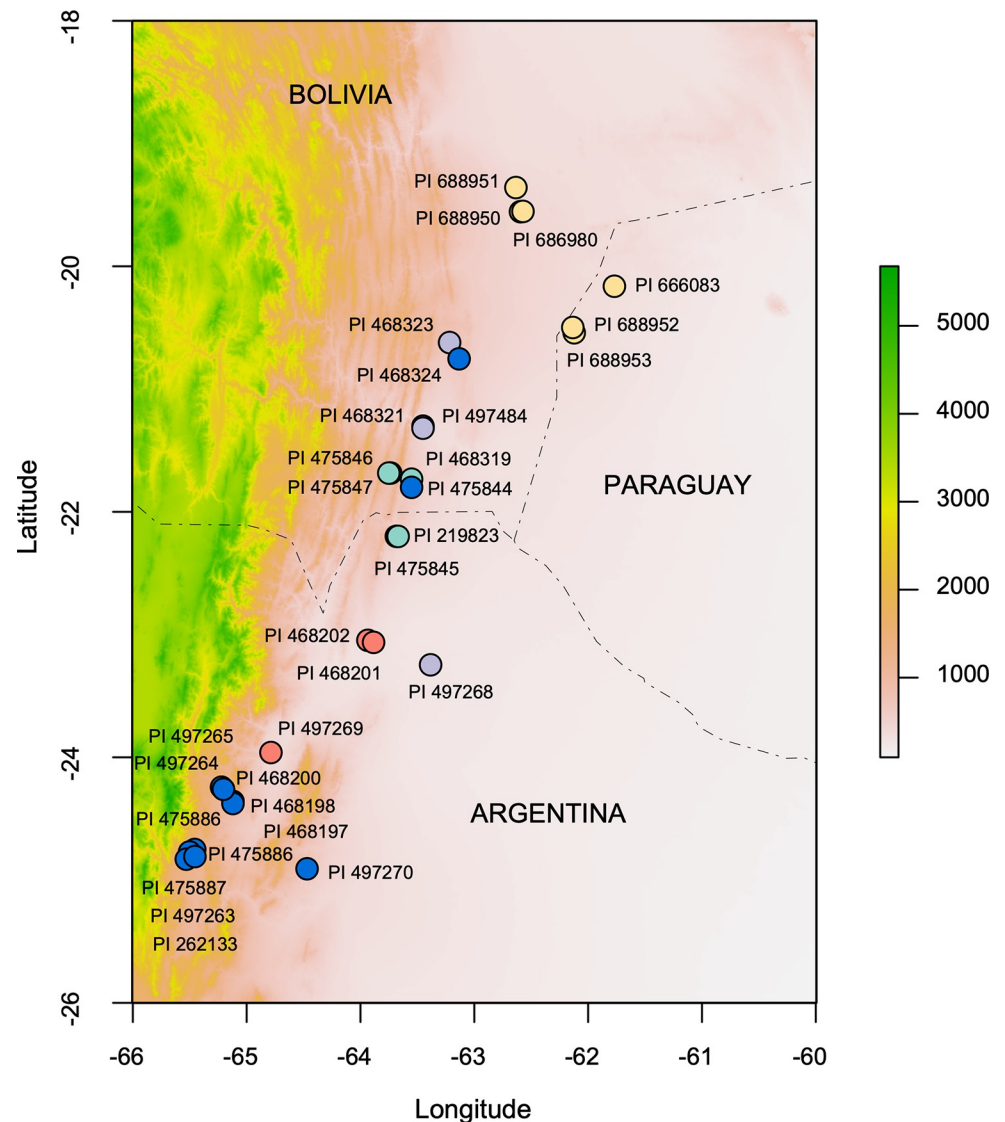 -18
BOLIVIA
PI 688951
PI 688950
PI 686980
-20
PI 666083
5000
PI 468323
PI 688952
PI 688953
PI 468324
4000
PI 468321 PI 497484
PI 475846 PI 468319
PI 475847 PI 475844
PARAGUAY
3000
Latitude
-22
PI 219823
PI 475845
2000
PI 468202
PI 468201
1000
PI 497268
PI 497269
PI 497265
-24
PI 497264
PI 468200
PI 468198
PI 475886
ARGENTINA
PI 468197
PI 475886
PI 497270
PI 475887
PI 497263
PI 262133
-26
-66 -65 -64 -63 -62 -61 -60
Longitude